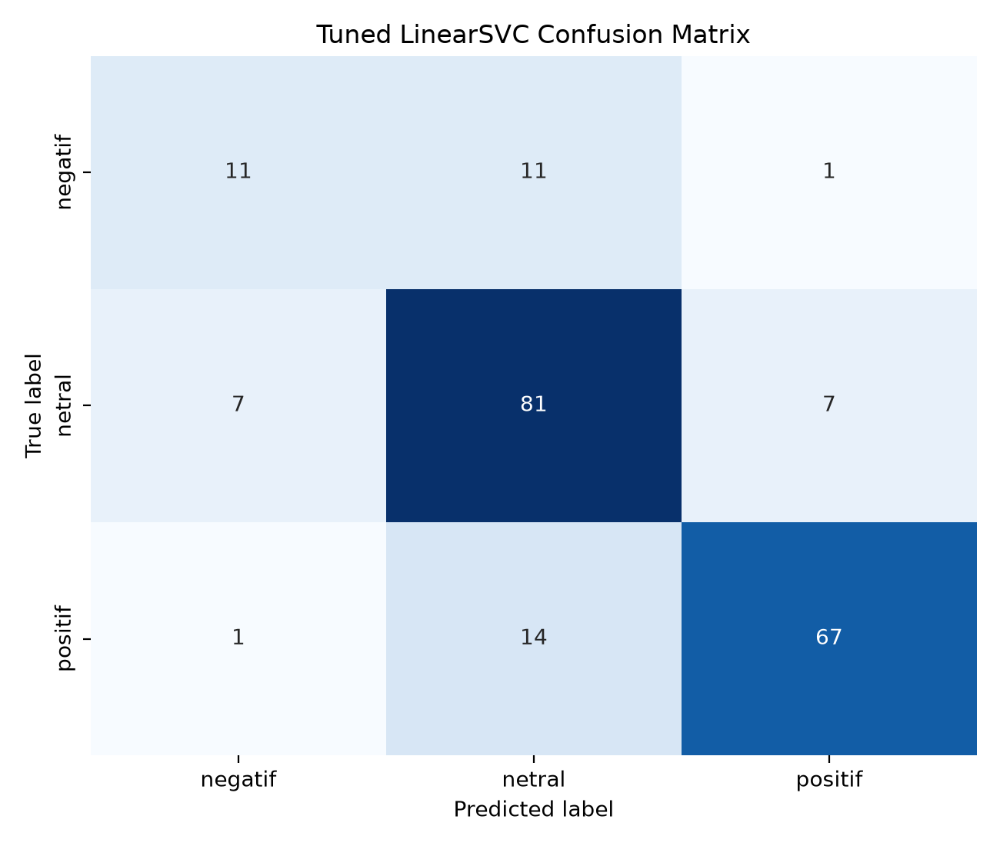 Tuned LinearSVC Confusion Matrix
True label
negatif
11 11 1
netral
7 81 7
positif
1 14 67
negatif netral positif
Predicted label